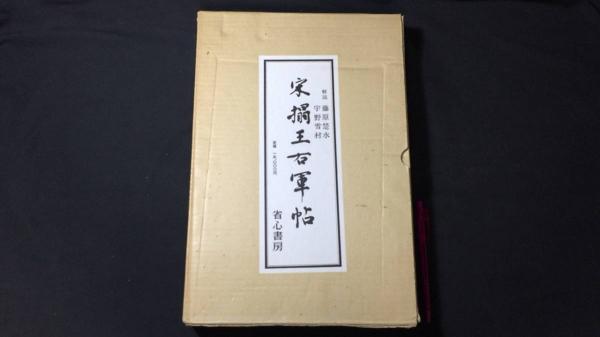 解説 藤原楚水
宇野雪村
宋搨王右軍帖
省心書房